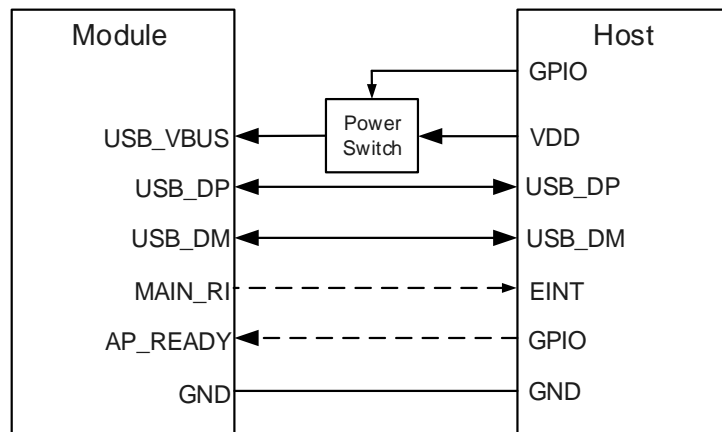 Module
Host
GPIO
Power
Switch
USB_VBUS
VDD
USB_DP
USB_DP
USB_DM
USB_DM
MAIN_RI
EINT
AP_READY
GPIO
GND
GND